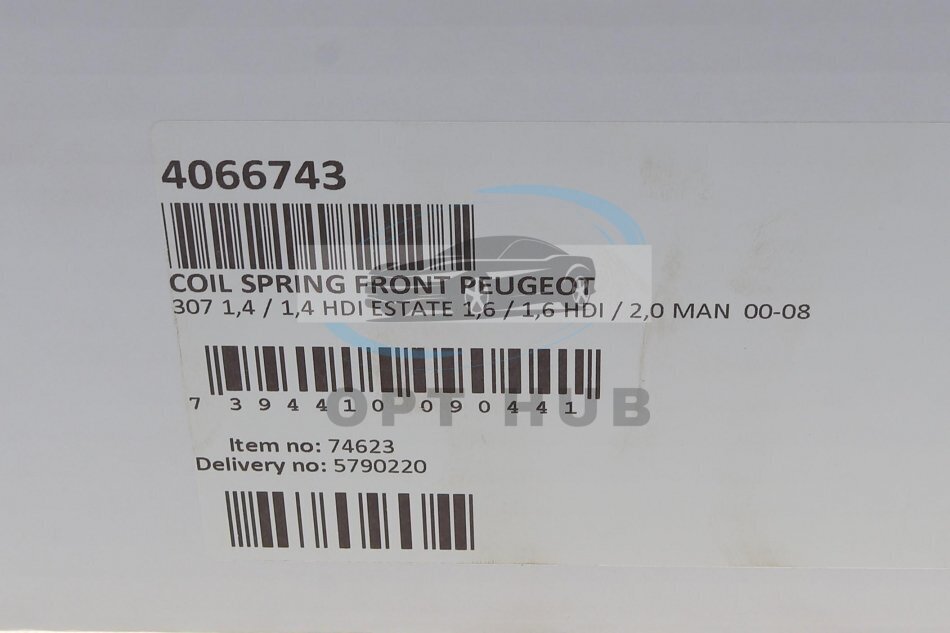 4066743
COIL SPRING FRONT PEUGEOT
307 1,4 / 1,4 HDI ESTATE 1,6 / 1,6 HDI / 2,0 MAN 00-08
7 394410 090441
OPT HUB
Item no: 74623
Delivery no: 5790220